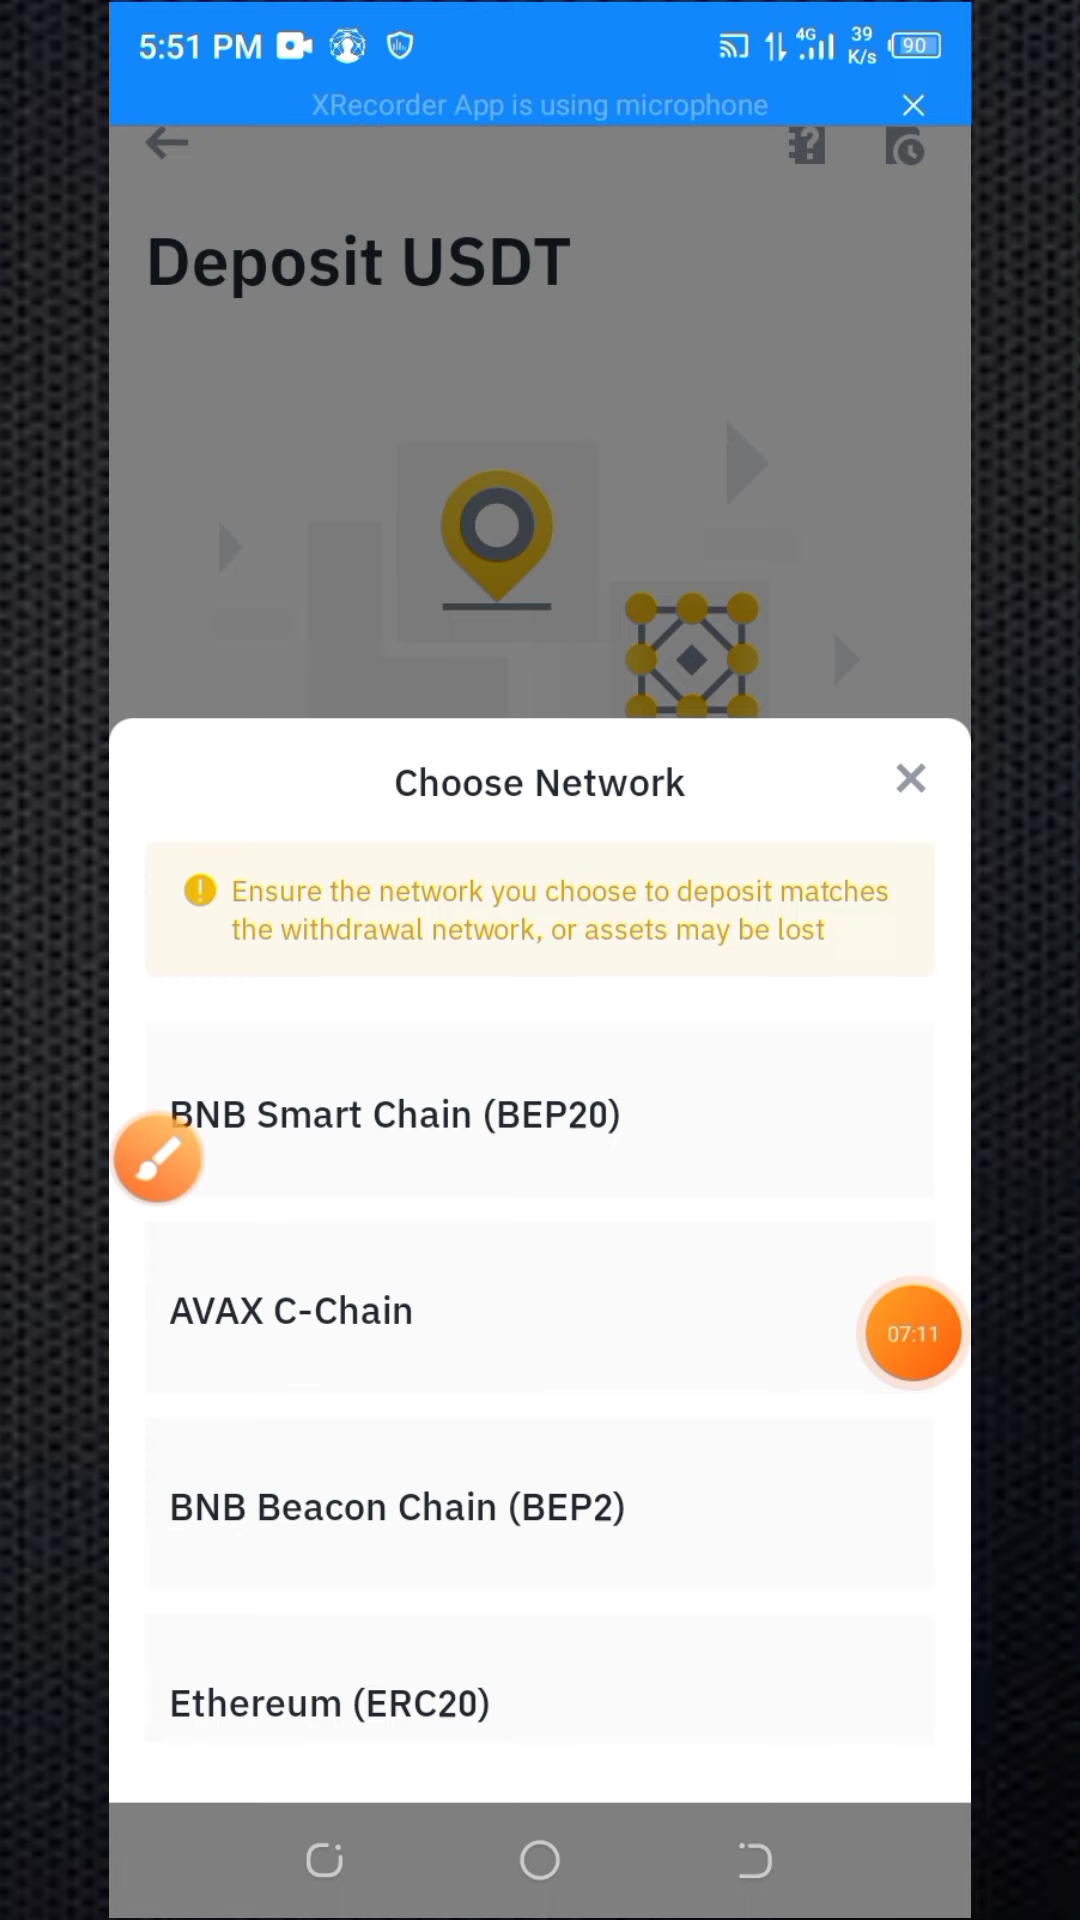 5:51 PM
4G
39
K/s
90
XRecorder App is using microphone
Deposit USDT
Choose Network
Ensure the network you choose to deposit matches
the withdrawal network, or assets may be lost
BNB Smart Chain (BEP20)
AVAX C-Chain
07:11
BNB Beacon Chain (BEP2)
Ethereum (ERC20)